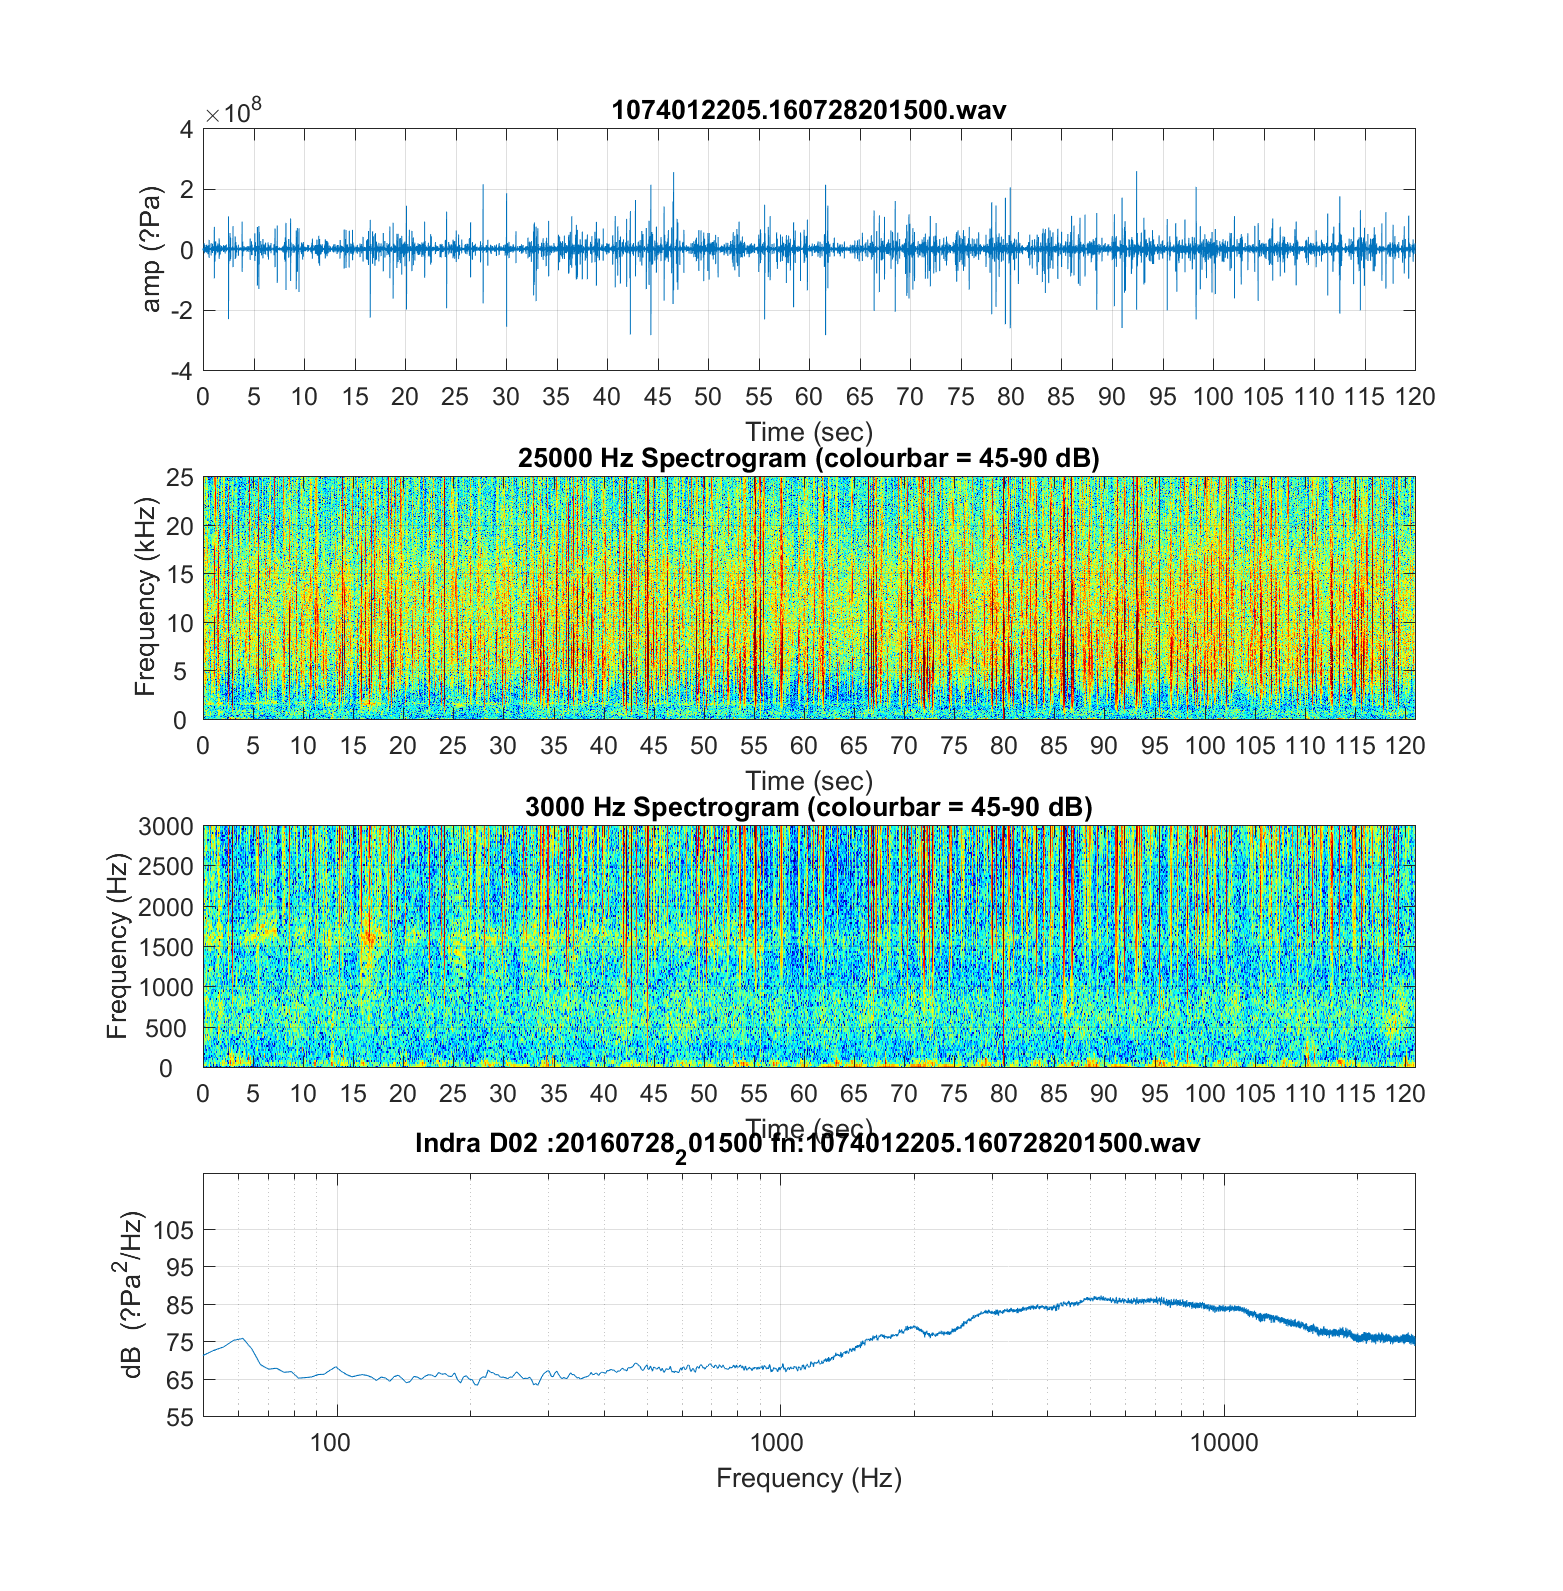 ×10^8
1074012205.160728201500.wav
4
2
0
-2
-4
amp (?Pa)
0 5 10 15 20 25 30 35 40 45 50 55 60 65 70 75 80 85 90 95 100 105 110 115 120
Time (sec)
25000 Hz Spectrogram (colourbar = 45-90 dB)
25
20
15
10
5
0
Frequency (kHz)
0 5 10 15 20 25 30 35 40 45 50 55 60 65 70 75 80 85 90 95 100 105 110 115 120
Time (sec)
3000 Hz Spectrogram (colourbar = 45-90 dB)
3000
2500
2000
1500
1000
500
0
Frequency (Hz)
0 5 10 15 20 25 30 35 40 45 50 55 60 65 70 75 80 85 90 95 100 105 110 115 120
Time (sec)
Indra D02 :20160728_201500 fn:1074012205.160728201500.wav
105
95
85
75
65
55
dB (?Pa^2/Hz)
100 1000 10000
Frequency (Hz)